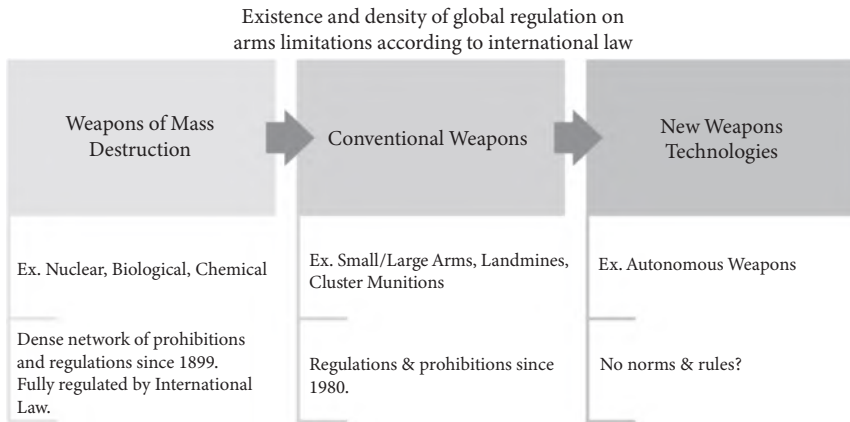 Existence and density of global regulation on
arms limitations according to international law
Weapons of Mass
Destruction
Conventional Weapons
New Weapons
Technologies
Ex. Nuclear, Biological, Chemical
Ex. Small/Large Arms, Landmines,
Cluster Munitions
Ex. Autonomous Weapons
Dense network of prohibitions
and regulations since 1899.
Fully regulated by International
Law.
Regulations & prohibitions since
1980.
No norms & rules?